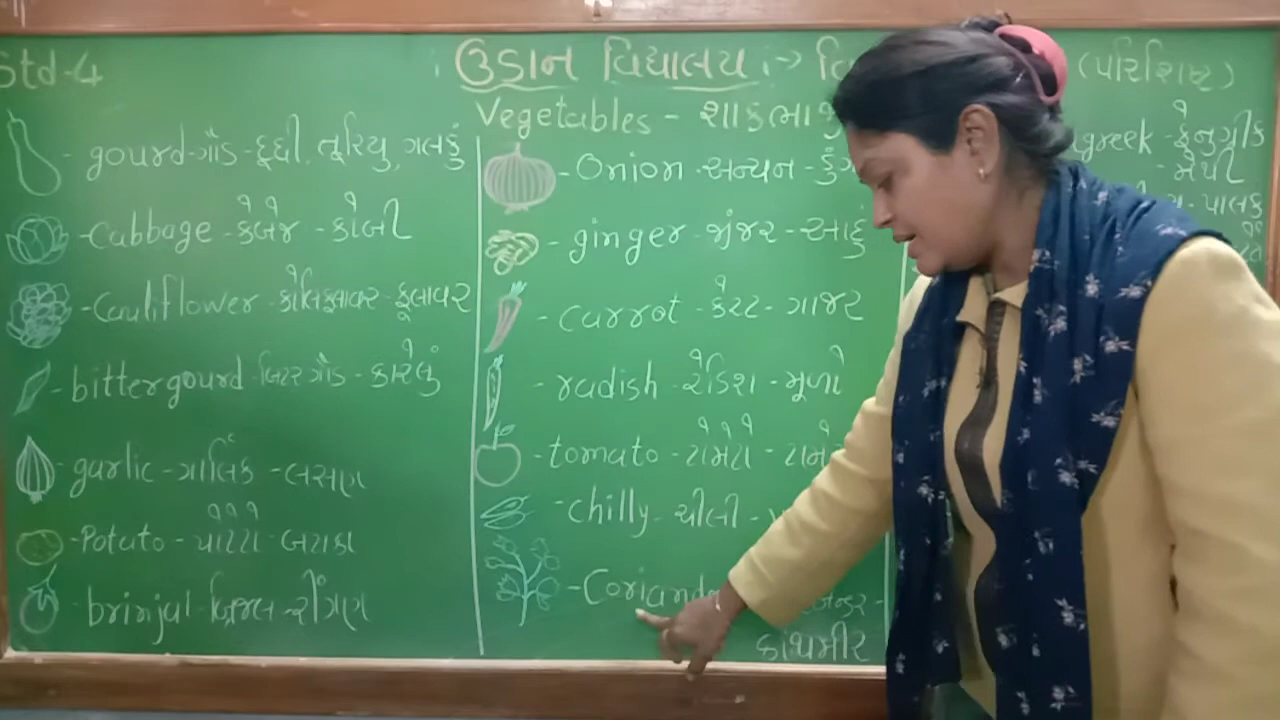 Std-4
ઉડાન વિદ્યાલય :-> વિ (પરિશિષ્ટ)
Vegetables - શાકભાજી
- gourd-ગૉર્ડ - દૂધી, તૂરિયુ, ગલકું
- Cabbage - કેબેજ - કોબી
- Cauliflower - કોલિફ્લાવર - ફૂલાવર
- bittergourd - બિટરગૉર્ડ - કારેલું
- garlic - ગાર્લિક - લસણ
- Potato - પોટેટો - બટાકા
- brinjal - બ્રિન્જલ - રીંગણ
- Onion - અન્યન - ડુંગ
- ginger - જીંજર - આદું
- carrot - કેરટ - ગાજર
- radish - રેડિશ - મૂળો
- tomato - ટોમેટો - ટામે
- chilly - ચીલી -
- Coriand ન્ડર -
કોથમીર
greek - ફેનુગ્રીક
- મેથી
- પાલક